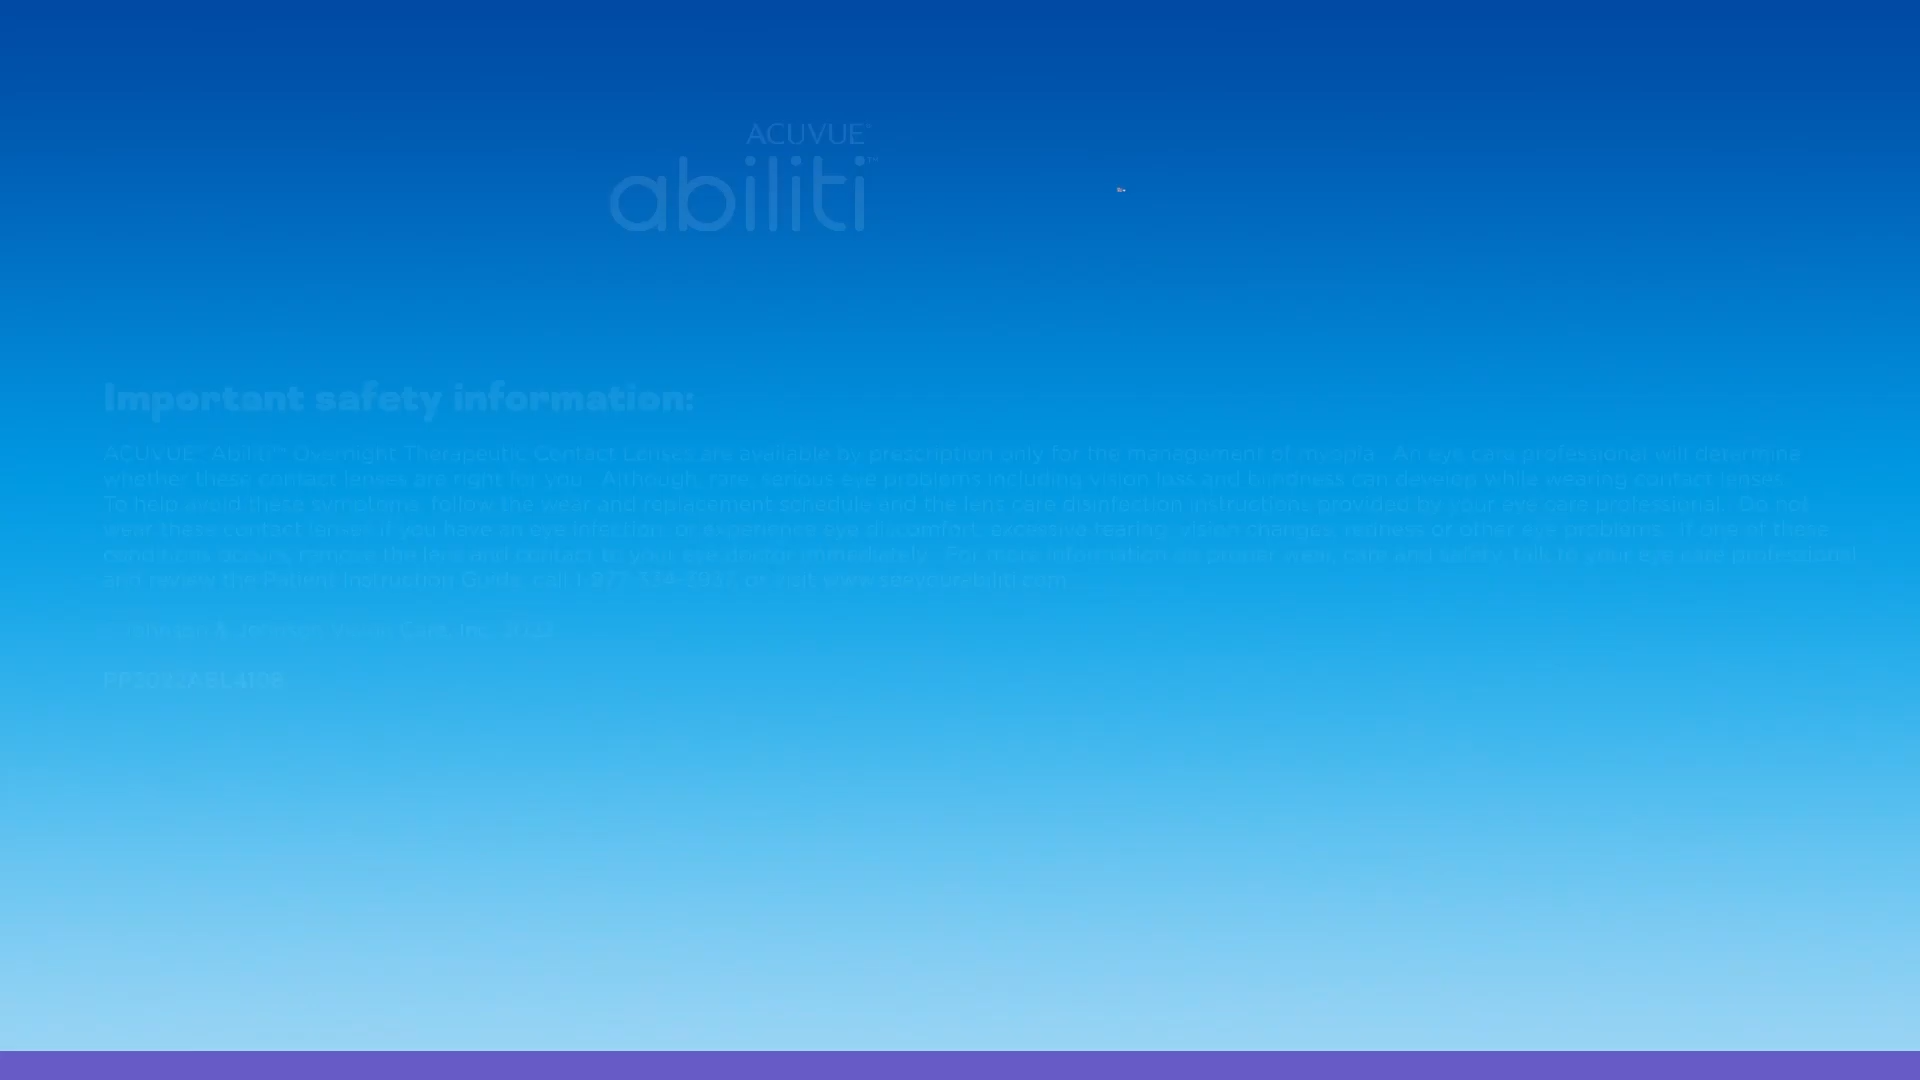 ACUVUE®
abiliti™
Important safety information:
ACUVUE® Abiliti™ Overnight Therapeutic Contact Lenses are available by prescription only for the management of myopia. An eye care professional will determine
whether these contact lenses are right for you. Although rare, serious eye problems including vision loss and blindness can develop while wearing contact lenses.
To help avoid these symptoms, follow the wear and replacement schedule and the lens care disinfection instructions provided by your eye care professional. Do not
wear these contact lenses if you have an eye infection, or experience eye discomfort, excessive tearing, vision changes, redness or other eye problems. If one of these
conditions occurs, remove the lens and contact to your eye doctor immediately. For more information on proper wear, care and safety, talk to your eye care professional
and review the Patient Instruction Guide, call 1-877-334- or visit www.seeyourabiliti.com
Johnson & Johnson Vision Care, Inc.